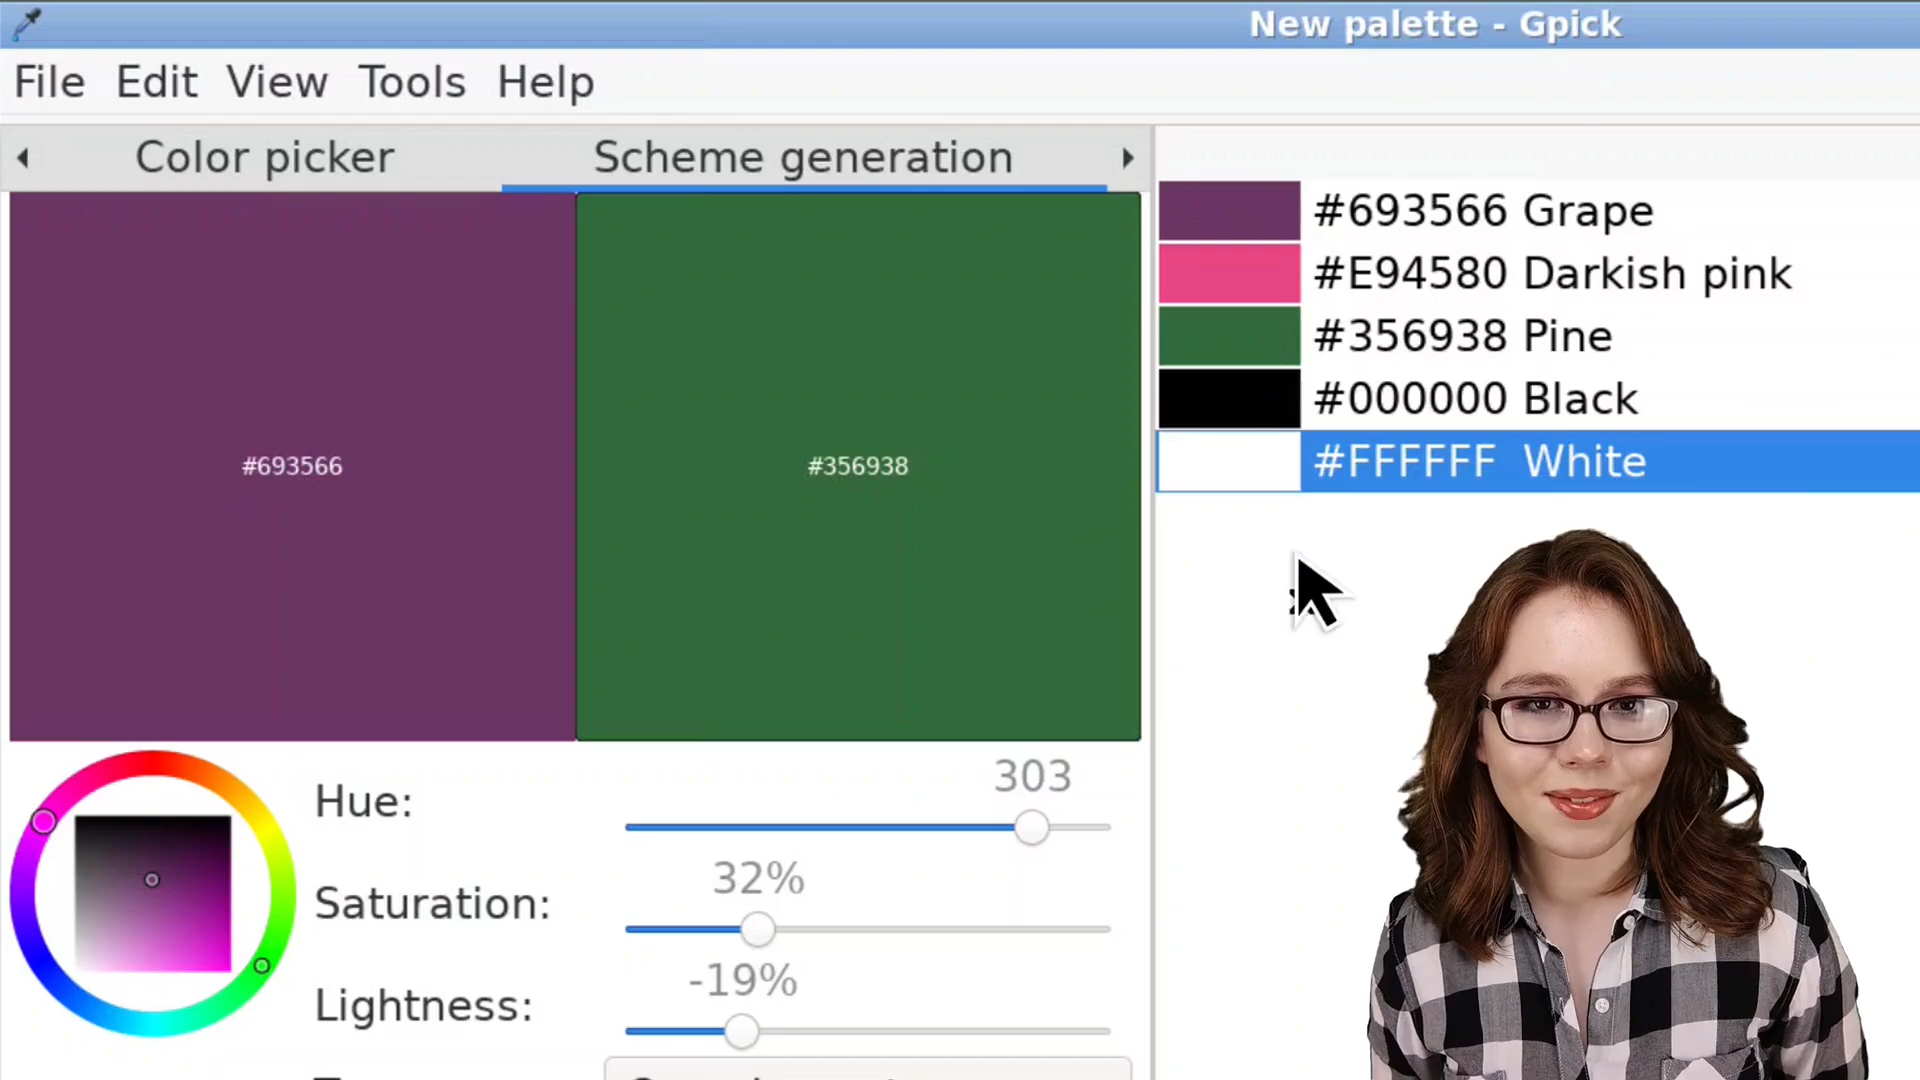 New palette - Gpick
File Edit View Tools Help
Color picker
Scheme generation
#693566
#356938
#693566 Grape
#E94580 Darkish pink
#356938 Pine
#000000 Black
#FFFFFF White
303
Hue:
32%
Saturation:
-19%
Lightness: